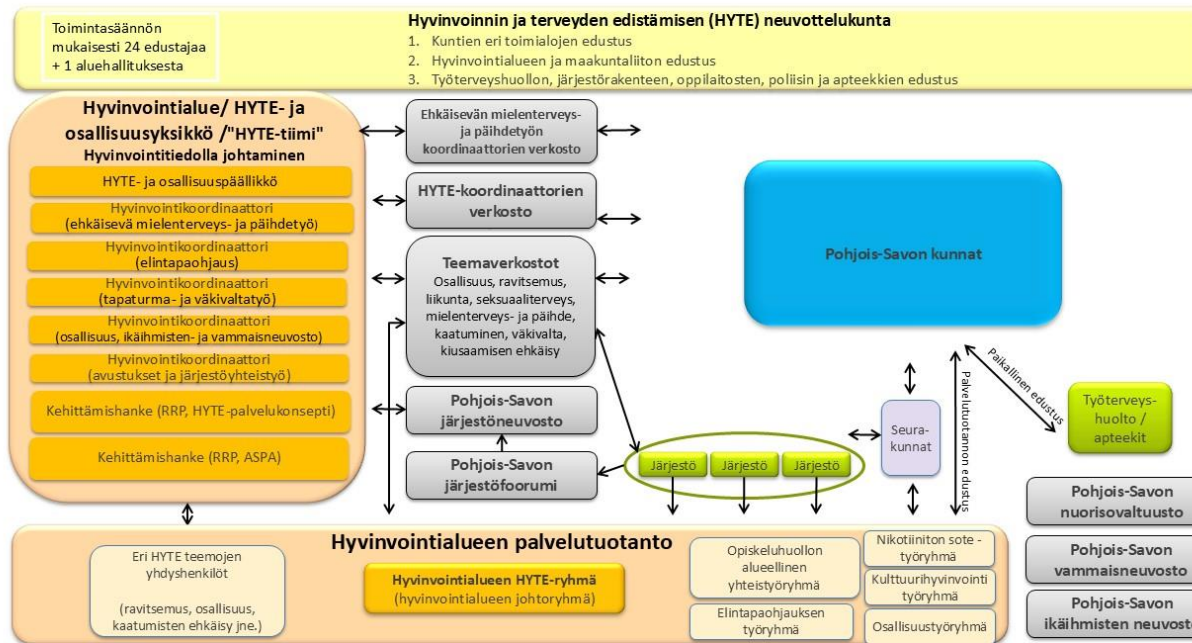 Toimintasäännön
mukaisesti 24 edustajaa
+ 1 aluehallituksesta
Hyvinvoinnin ja terveyden edistämisen (HYTE) neuvottelukunta
1. Kuntien eri toimialojen edustus
2. Hyvinvointialueen ja maakuntaliiton edustus
3. Työterveyshuollon, järjestörakenteen, oppilaitosten, poliisin ja apteekkien edustus
Hyvinvointialue/ HYTE- ja
osallisuusyksikkö /"HYTE-tiimi"
Hyvinvointitiedolla johtaminen
HYTE- ja osallisuuspäällikkö
Hyvinvointikoordinaattori
(ehkäisevä mielenterveys- ja päihdetyö)
Hyvinvointikoordinaattori
(elintapaohjaus)
Hyvinvointikoordinaattori
(tapaturma- ja väkivaltatyö)
Hyvinvointikoordinaattori
(osallisuus, ikäihmisten- ja vammaisneuvosto)
Hyvinvointikoordinaattori
(avustukset ja järjestöyhteistyö)
Kehittämishanke (RRP, HYTE-palvelukonsepti)
Kehittämishanke (RRP, ASPA)
Ehkäisevän mielenterveys-
ja päihdetyön
koordinaattorien verkosto
HYTE-koordinaattorien
verkosto
Teemaverkostot
Osallisuus, ravitsemus,
liikunta, seksuaaliterveys,
mielenterveys- ja päihde,
kaatuminen, väkivalta,
kiusaamisen ehkäisy
Pohjois-Savon
järjestöneuvosto
Pohjois-Savon
järjestöfoorumi
Pohjois-Savon kunnat
Järjestö
Järjestö
Järjestö
Seura-
kunnat
Palvelutuotannon edustus
Paikallinen edustus
Työterveys-
huolto /
apteekit
Pohjois-Savon
nuorisovaltuusto
Pohjois-Savon
vammaisneuvosto
Pohjois-Savon
ikäihmisten neuvosto
Hyvinvointialueen palvelutuotanto
Eri HYTE teemojen
yhdyshenkilöt
(ravitsemus, osallisuus,
kaatumisten ehkäisy jne.)
Hyvinvointialueen HYTE-ryhmä
(hyvinvointialueen johtoryhmä)
Opiskeluhuollon
alueellinen
yhteistyöryhmä
Elintapaohjauksen
työryhmä
Nikotiiniton sote -
työryhmä
Kulttuurihyvinvointi
työryhmä
Osallisuustyöryhmä